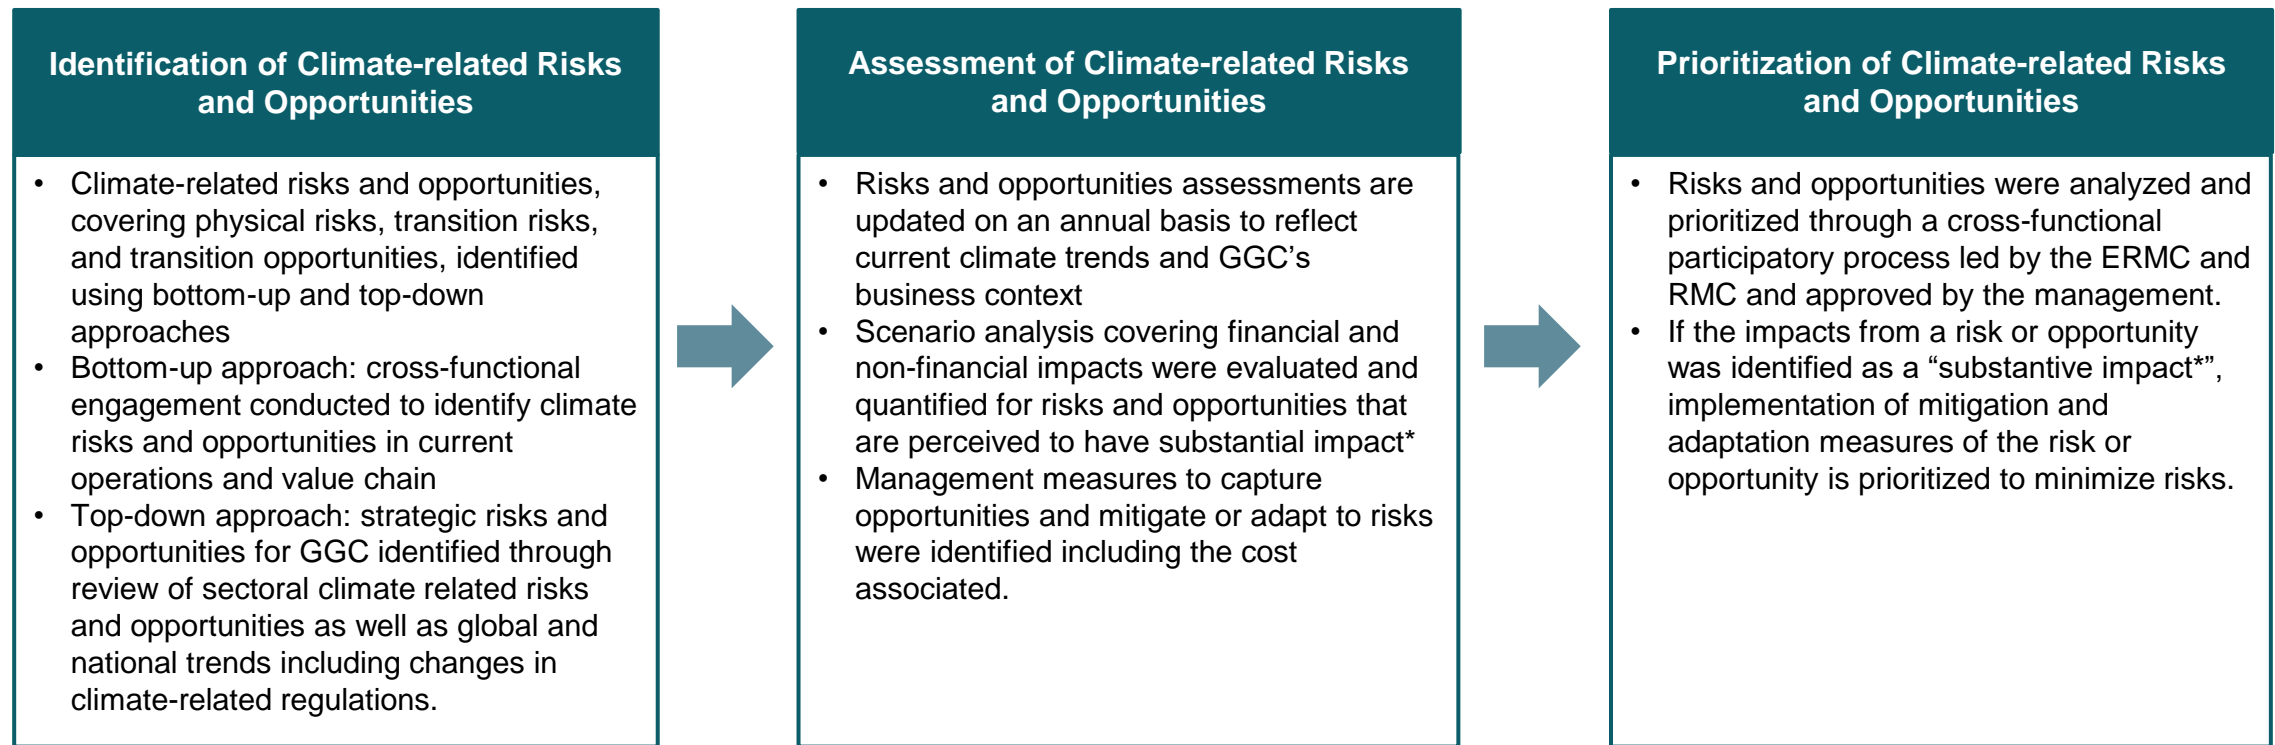 Identification of Climate-related Risks
and Opportunities
• Climate-related risks and opportunities,
covering physical risks, transition risks,
and transition opportunities, identified
using bottom-up and top-down
approaches
• Bottom-up approach: cross-functional
engagement conducted to identify climate
risks and opportunities in current
operations and value chain
• Top-down approach: strategic risks and
opportunities for GGC identified through
review of sectoral climate related risks
and opportunities as well as global and
national trends including changes in
climate-related regulations.
Assessment of Climate-related Risks
and Opportunities
• Risks and opportunities assessments are
updated on an annual basis to reflect
current climate trends and GGC’s
business context
• Scenario analysis covering financial and
non-financial impacts were evaluated and
quantified for risks and opportunities that
are perceived to have substantial impact*
• Management measures to capture
opportunities and mitigate or adapt to risks
were identified including the cost
associated.
Prioritization of Climate-related Risks
and Opportunities
• Risks and opportunities were analyzed and
prioritized through a cross-functional
participatory process led by the ERMC and
RMC and approved by the management.
• If the impacts from a risk or opportunity
was identified as a “substantive impact*”,
implementation of mitigation and
adaptation measures of the risk or
opportunity is prioritized to minimize risks.